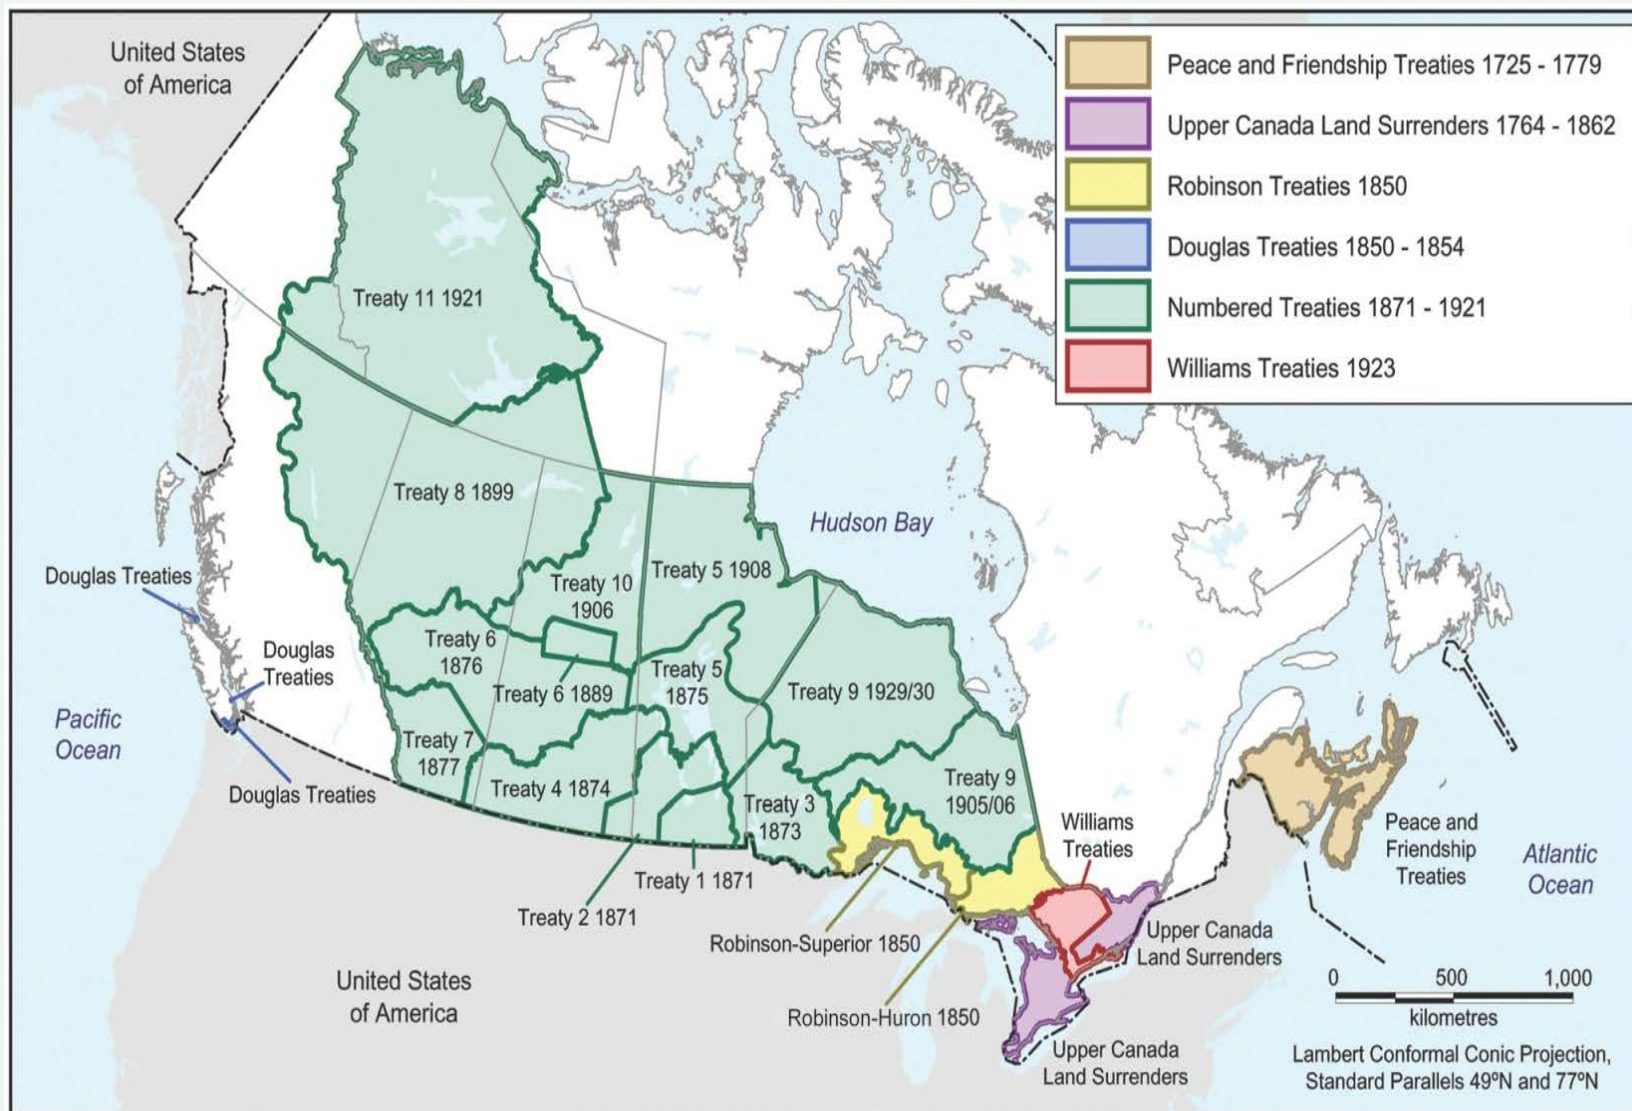 United States
of America
Peace and Friendship Treaties 1725 - 1779
Upper Canada Land Surrenders 1764 - 1862
Robinson Treaties 1850
Douglas Treaties 1850 - 1854
Numbered Treaties 1871 - 1921
Williams Treaties 1923
Treaty 11 1921
Treaty 8 1899
Hudson Bay
Douglas Treaties
Treaty 10
1906
Treaty 5 1908
Treaty 6
1876
Douglas
Treaties
Treaty 6 1889
Treaty 5
1875
Treaty 9 1929/30
Pacific
Ocean
Treaty 7
1877
Douglas Treaties
Treaty 4 1874
Treaty 3
1873
Treaty 9
1905/06
Williams
Treaties
Peace and
Friendship
Treaties
Atlantic
Ocean
Treaty 1 1871
Treaty 2 1871
Robinson-Superior 1850
Upper Canada
Land Surrenders
United States
of America
Robinson-Huron 1850
Upper Canada
Land Surrenders
0 500 1,000
kilometres
Lambert Conformal Conic Projection,
Standard Parallels 49ºN and 77ºN